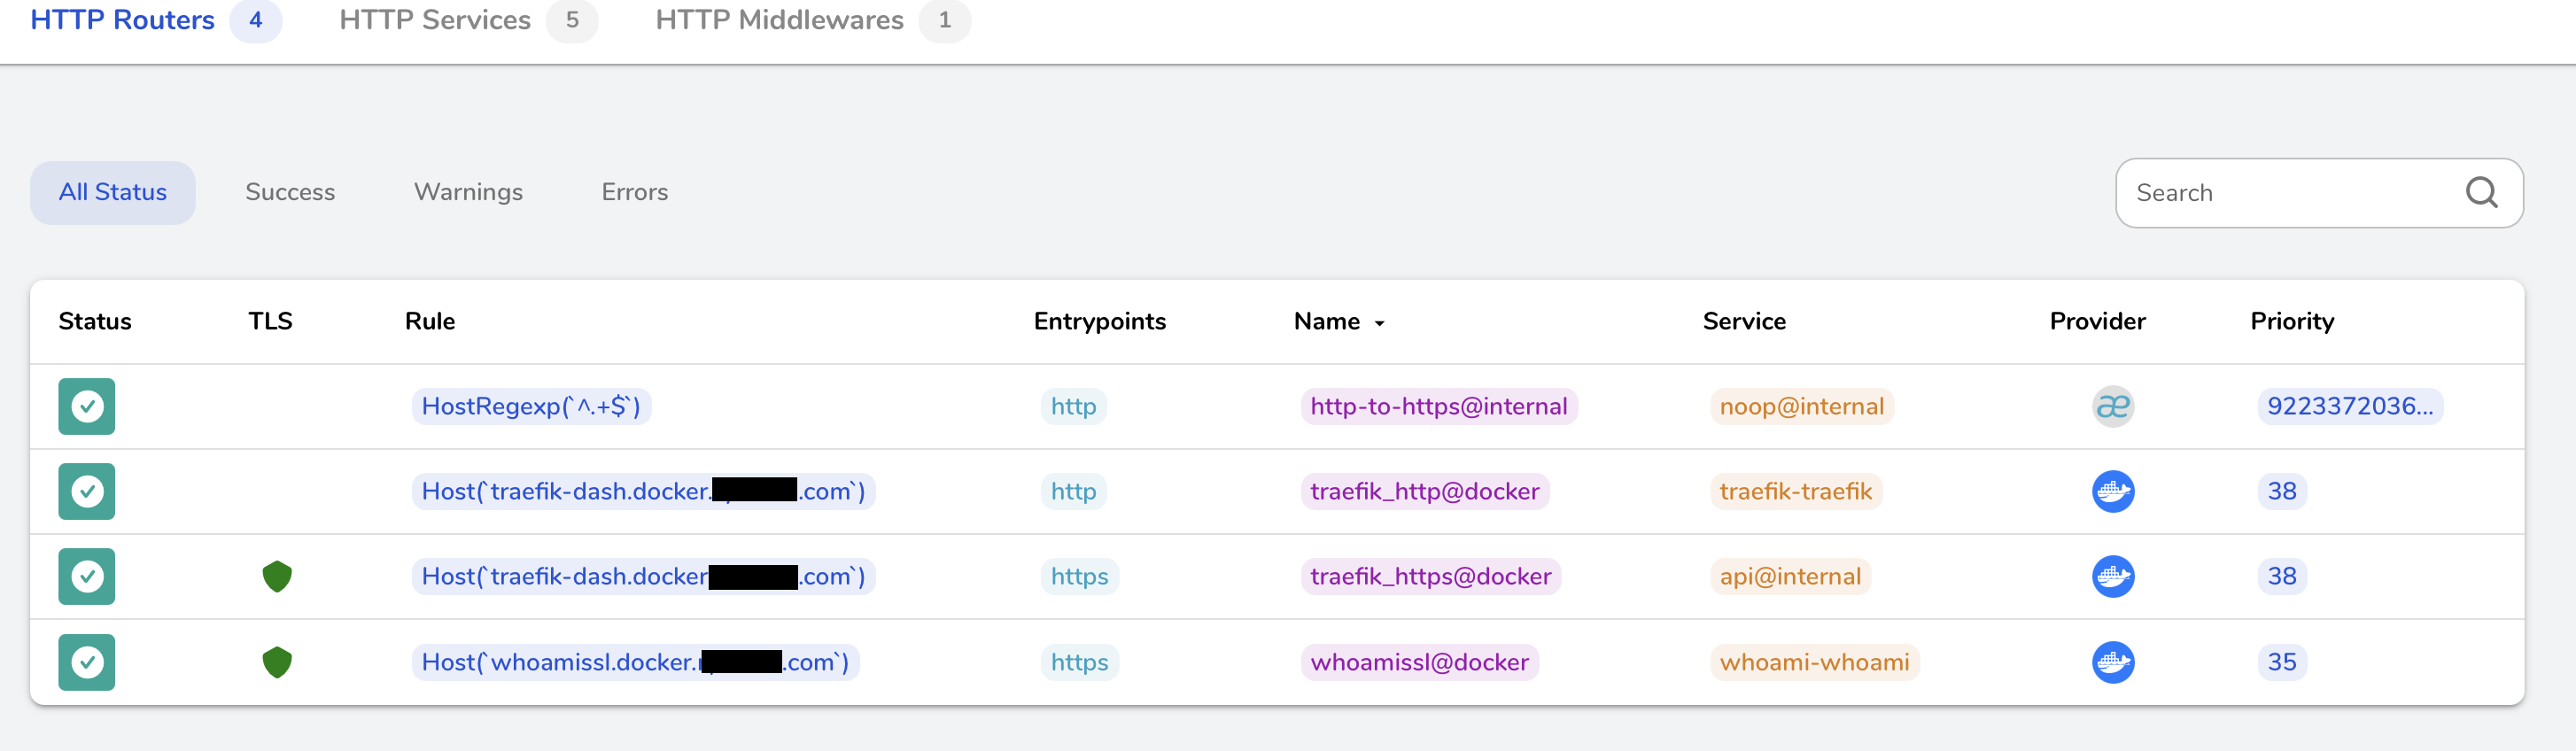 HTTP Routers 4 HTTP Services 5 HTTP Middlewares 1
All Status Success Warnings Errors Search
Status TLS Rule Entrypoints Name Service Provider Priority
HostRegexp(`^.+$`) http http-to-https@internal noop@internal æ 9223372036...
Host(`traefik-dash.docker. .com`) http traefik_http@docker traefik-traefik 38
Host(`traefik-dash.docker .com`) https traefik_https@docker api@internal 38
Host(`whoamissl.docker. .com`) https whoamissl@docker whoami-whoami 35